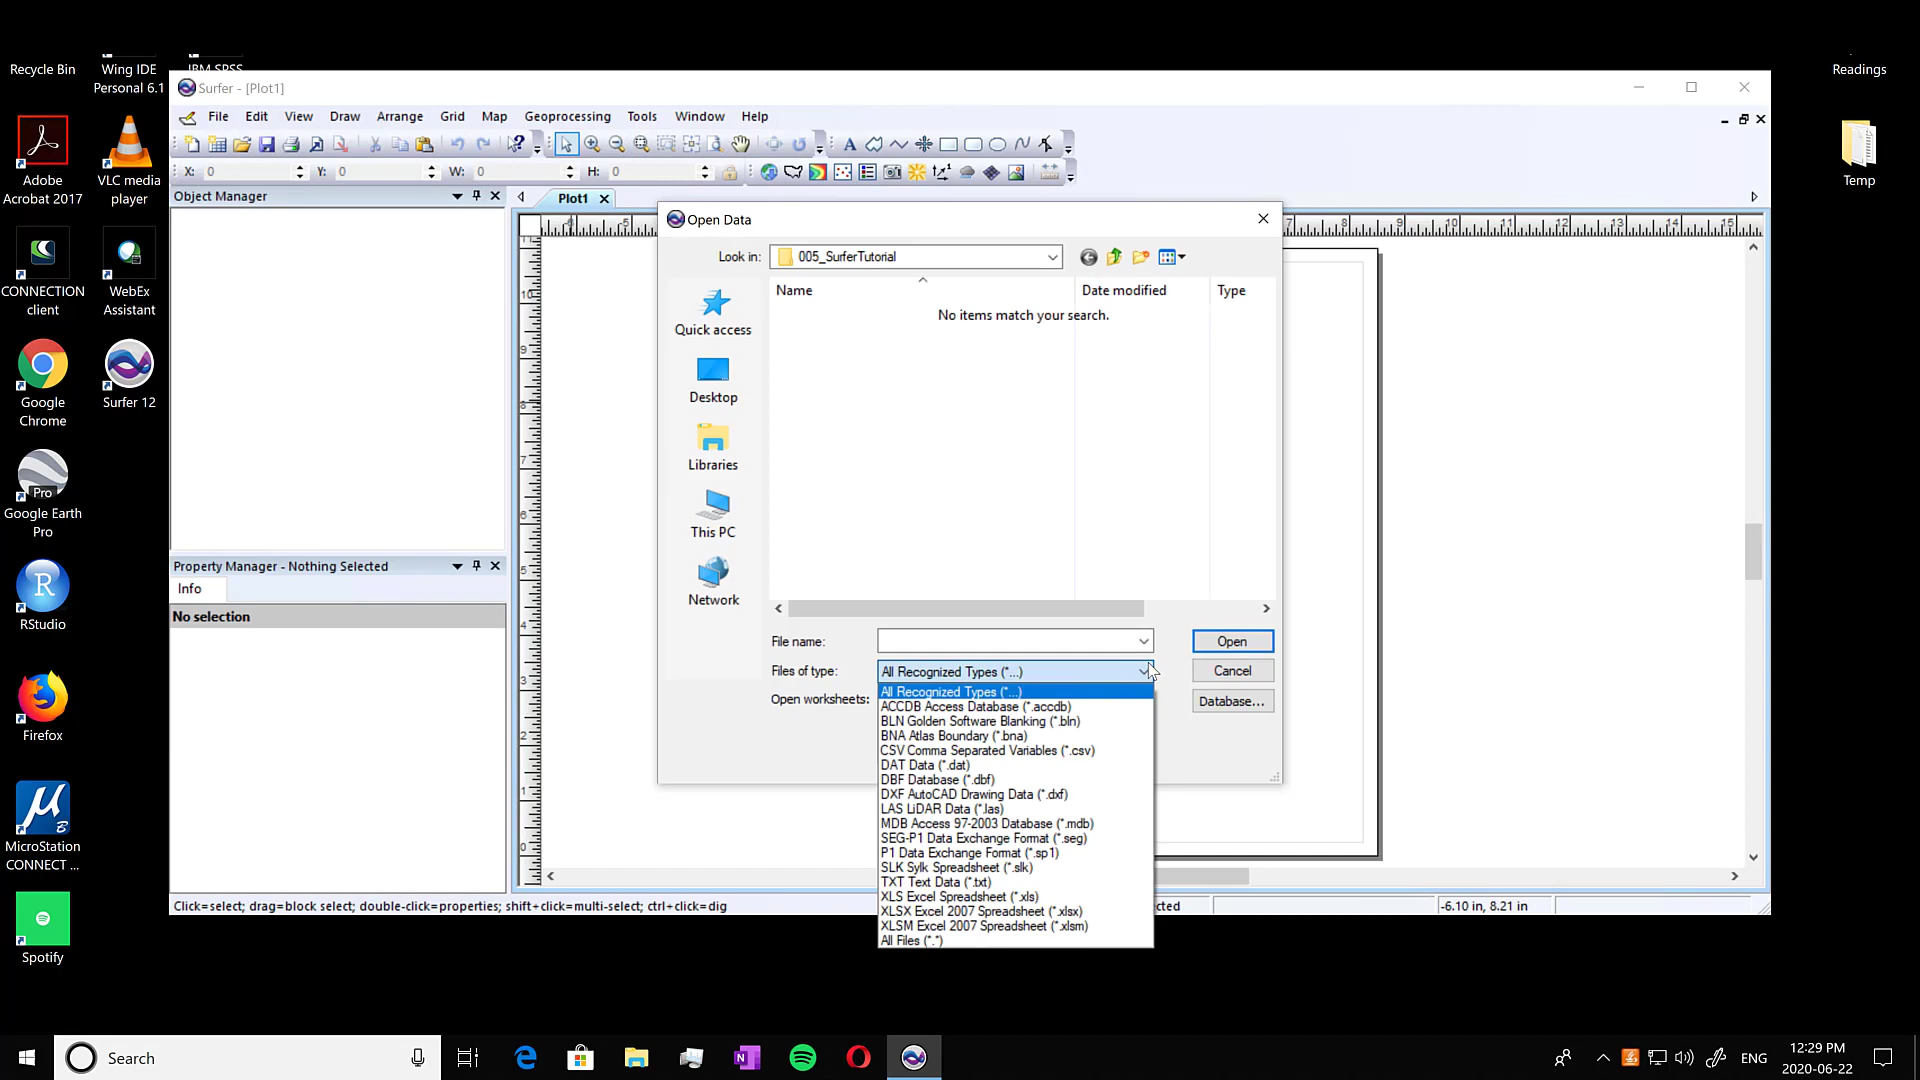 Recycle Bin
Wing IDE
Personal 6.1
IBM SPSS
Readings
Surfer - [Plot1]
File Edit View Draw Arrange Grid Map Geoprocessing Tools Window Help
X: 0 Y: 0 W: 0 H: 0
Adobe
Acrobat 2017
VLC media
player
Temp
Object Manager
Plot1
Open Data
Look in: 005_SurferTutorial
Name Date modified Type
No items match your search.
Quick access
Desktop
Libraries
This PC
Network
CONNECTION
client
WebEx
Assistant
Google
Chrome
Surfer 12
Pro
Google Earth
Pro
Property Manager - Nothing Selected
Info
No selection
R
RStudio
File name:
Open
Files of type: All Recognized Types (*...)
Cancel
Open worksheets:
Database...
All Recognized Types (*...)
ACCDB Access Database (*.accdb)
BLN Golden Software Blanking (*.bln)
BNA Atlas Boundary (*.bna)
CSV Comma Separated Variables (*.csv)
DAT Data (*.dat)
DBF Database (*.dbf)
DXF AutoCAD Drawing Data (*.dxf)
LAS LiDAR Data (*.las)
MDB Access 97-2003 Database (*.mdb)
SEG-P1 Data Exchange Format (*.seg)
P1 Data Exchange Format (*.sp1)
SLK Sylk Spreadsheet (*.slk)
TXT Text Data (*.txt)
XLS Excel Spreadsheet (*.xls)
XLSX Excel 2007 Spreadsheet (*.xlsx)
XLSM Excel 2007 Spreadsheet (*.xlsm)
All Files (*.*)
Firefox
MicroStation
CONNECT ...
Spotify
Click=select; drag=block select; double-click=properties; shift+click=multi-select; ctrl+click=dig
-6.10 in, 8.21 in
Search
ENG
12:29 PM
2020-06-22